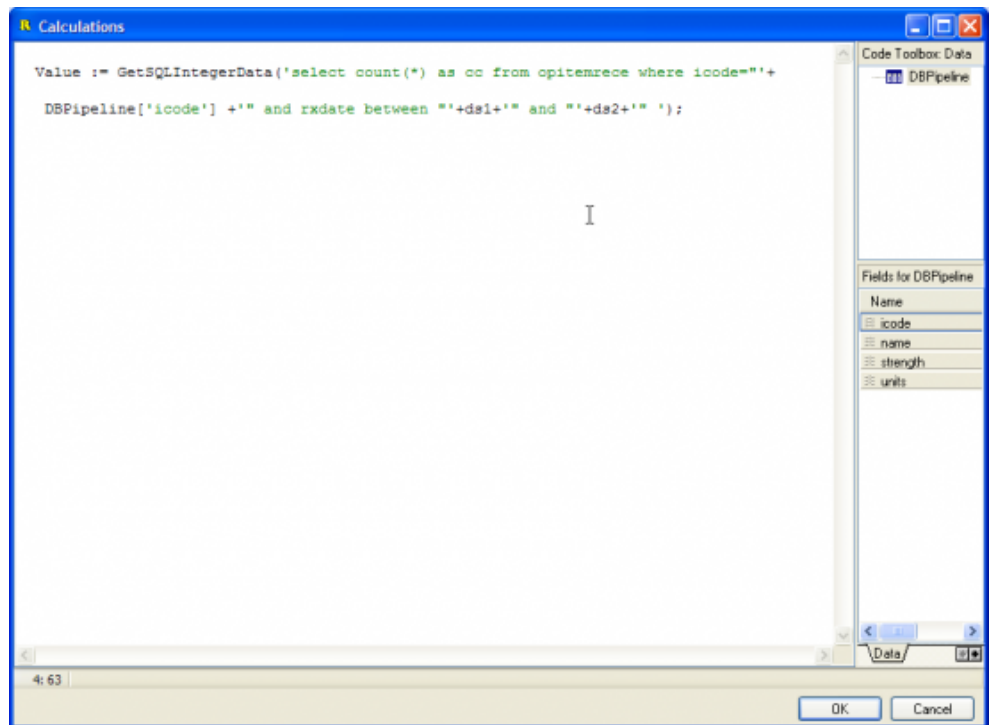 Calculations
Value := GetSQLIntegerData('select count(*) as cc from opitemrece where icode="'+
DBPipeline['icode'] +'" and rxdate between "'+ds1+'" and "'+ds2+'" ');
Code Toolbox: Data
DBPipeline
Fields for DBPipeline
Name
icode
name
strength
units
Data
4: 63
OK
Cancel